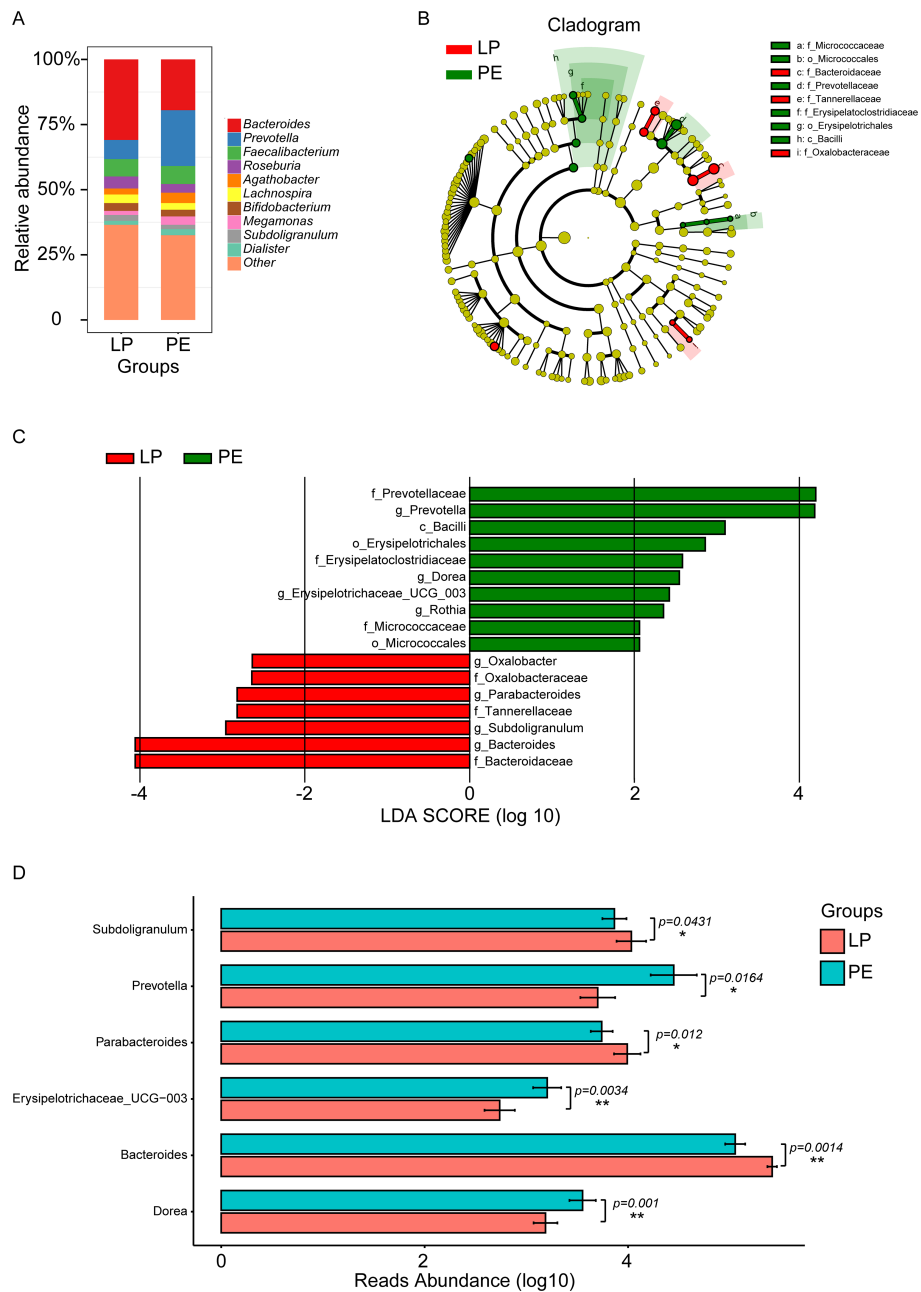 A
100%
75%
50%
25%
0
Relative abundance
LP PE
Groups
Bacteroides
Prevotella
Faecalibacterium
Roseburia
Agathobacter
Lachnospira
Bifidobacterium
Megamonas
Subdoligranulum
Dialister
Other
B
Cladogram
LP
PE
h
g
f
a: f_Micrococcaceae
b: o_Micrococcales
c: f_Bacteroidaceae
d: f_Prevotellaceae
e: f_Tannerellaceae
f: f_Erysipelatoclostridiaceae
g: o_Erysipelotrichales
h: c_Bacilli
i: f_Oxalobacteraceae
C
LP PE
f_Prevotellaceae
g_Prevotella
c_Bacilli
o_Erysipelotrichales
f_Erysipelatoclostridiaceae
g_Dorea
g_Erysipelotrichaceae_UCG_003
g_Rothia
f_Micrococcaceae
o_Micrococcales
g_Oxalobacter
f_Oxalobacteraceae
g_Parabacteroides
f_Tannerellaceae
g_Subdoligranulum
g_Bacteroides
f_Bacteroidaceae
-4 -2 0 2 4
LDA SCORE (log 10)
D
Groups
LP
PE
Subdoligranulum
p=0.0431
*
Prevotella
p=0.0164
*
Parabacteroides
p=0.012
*
Erysipelotrichaceae_UCG−003
p=0.0034
**
Bacteroides
p=0.0014
**
Dorea
p=0.001
**
0 2 4
Reads Abundance (log10)